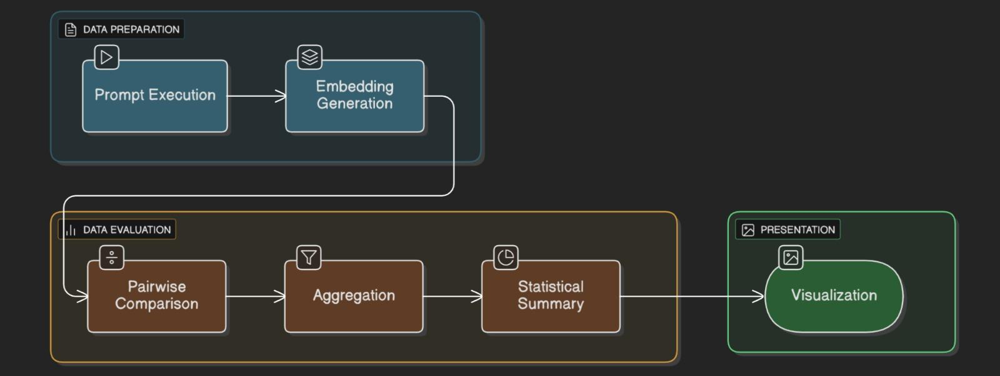 DATA PREPARATION
Prompt Execution
Embedding
Generation
DATA EVALUATION
Pairwise
Comparison
Aggregation
Statistical
Summary
PRESENTATION
Visualization